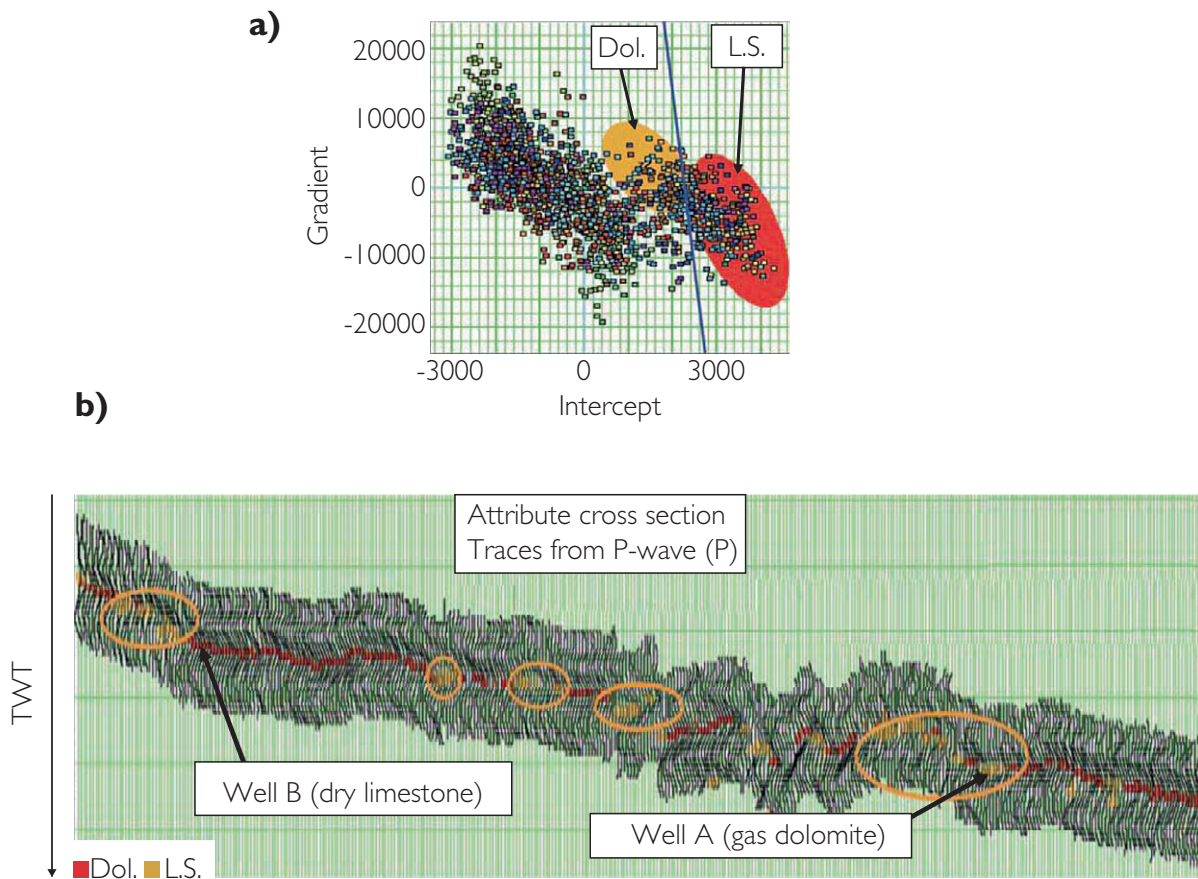 a)
20000
10000
0
-10000
-20000
Gradient
Dol.
L.S.
-3000
0
3000
Intercept
b)
TWT
Attribute cross section
Traces from P-wave (P)
Well B (dry limestone)
Well A (gas dolomite)
Dol.
L.S.